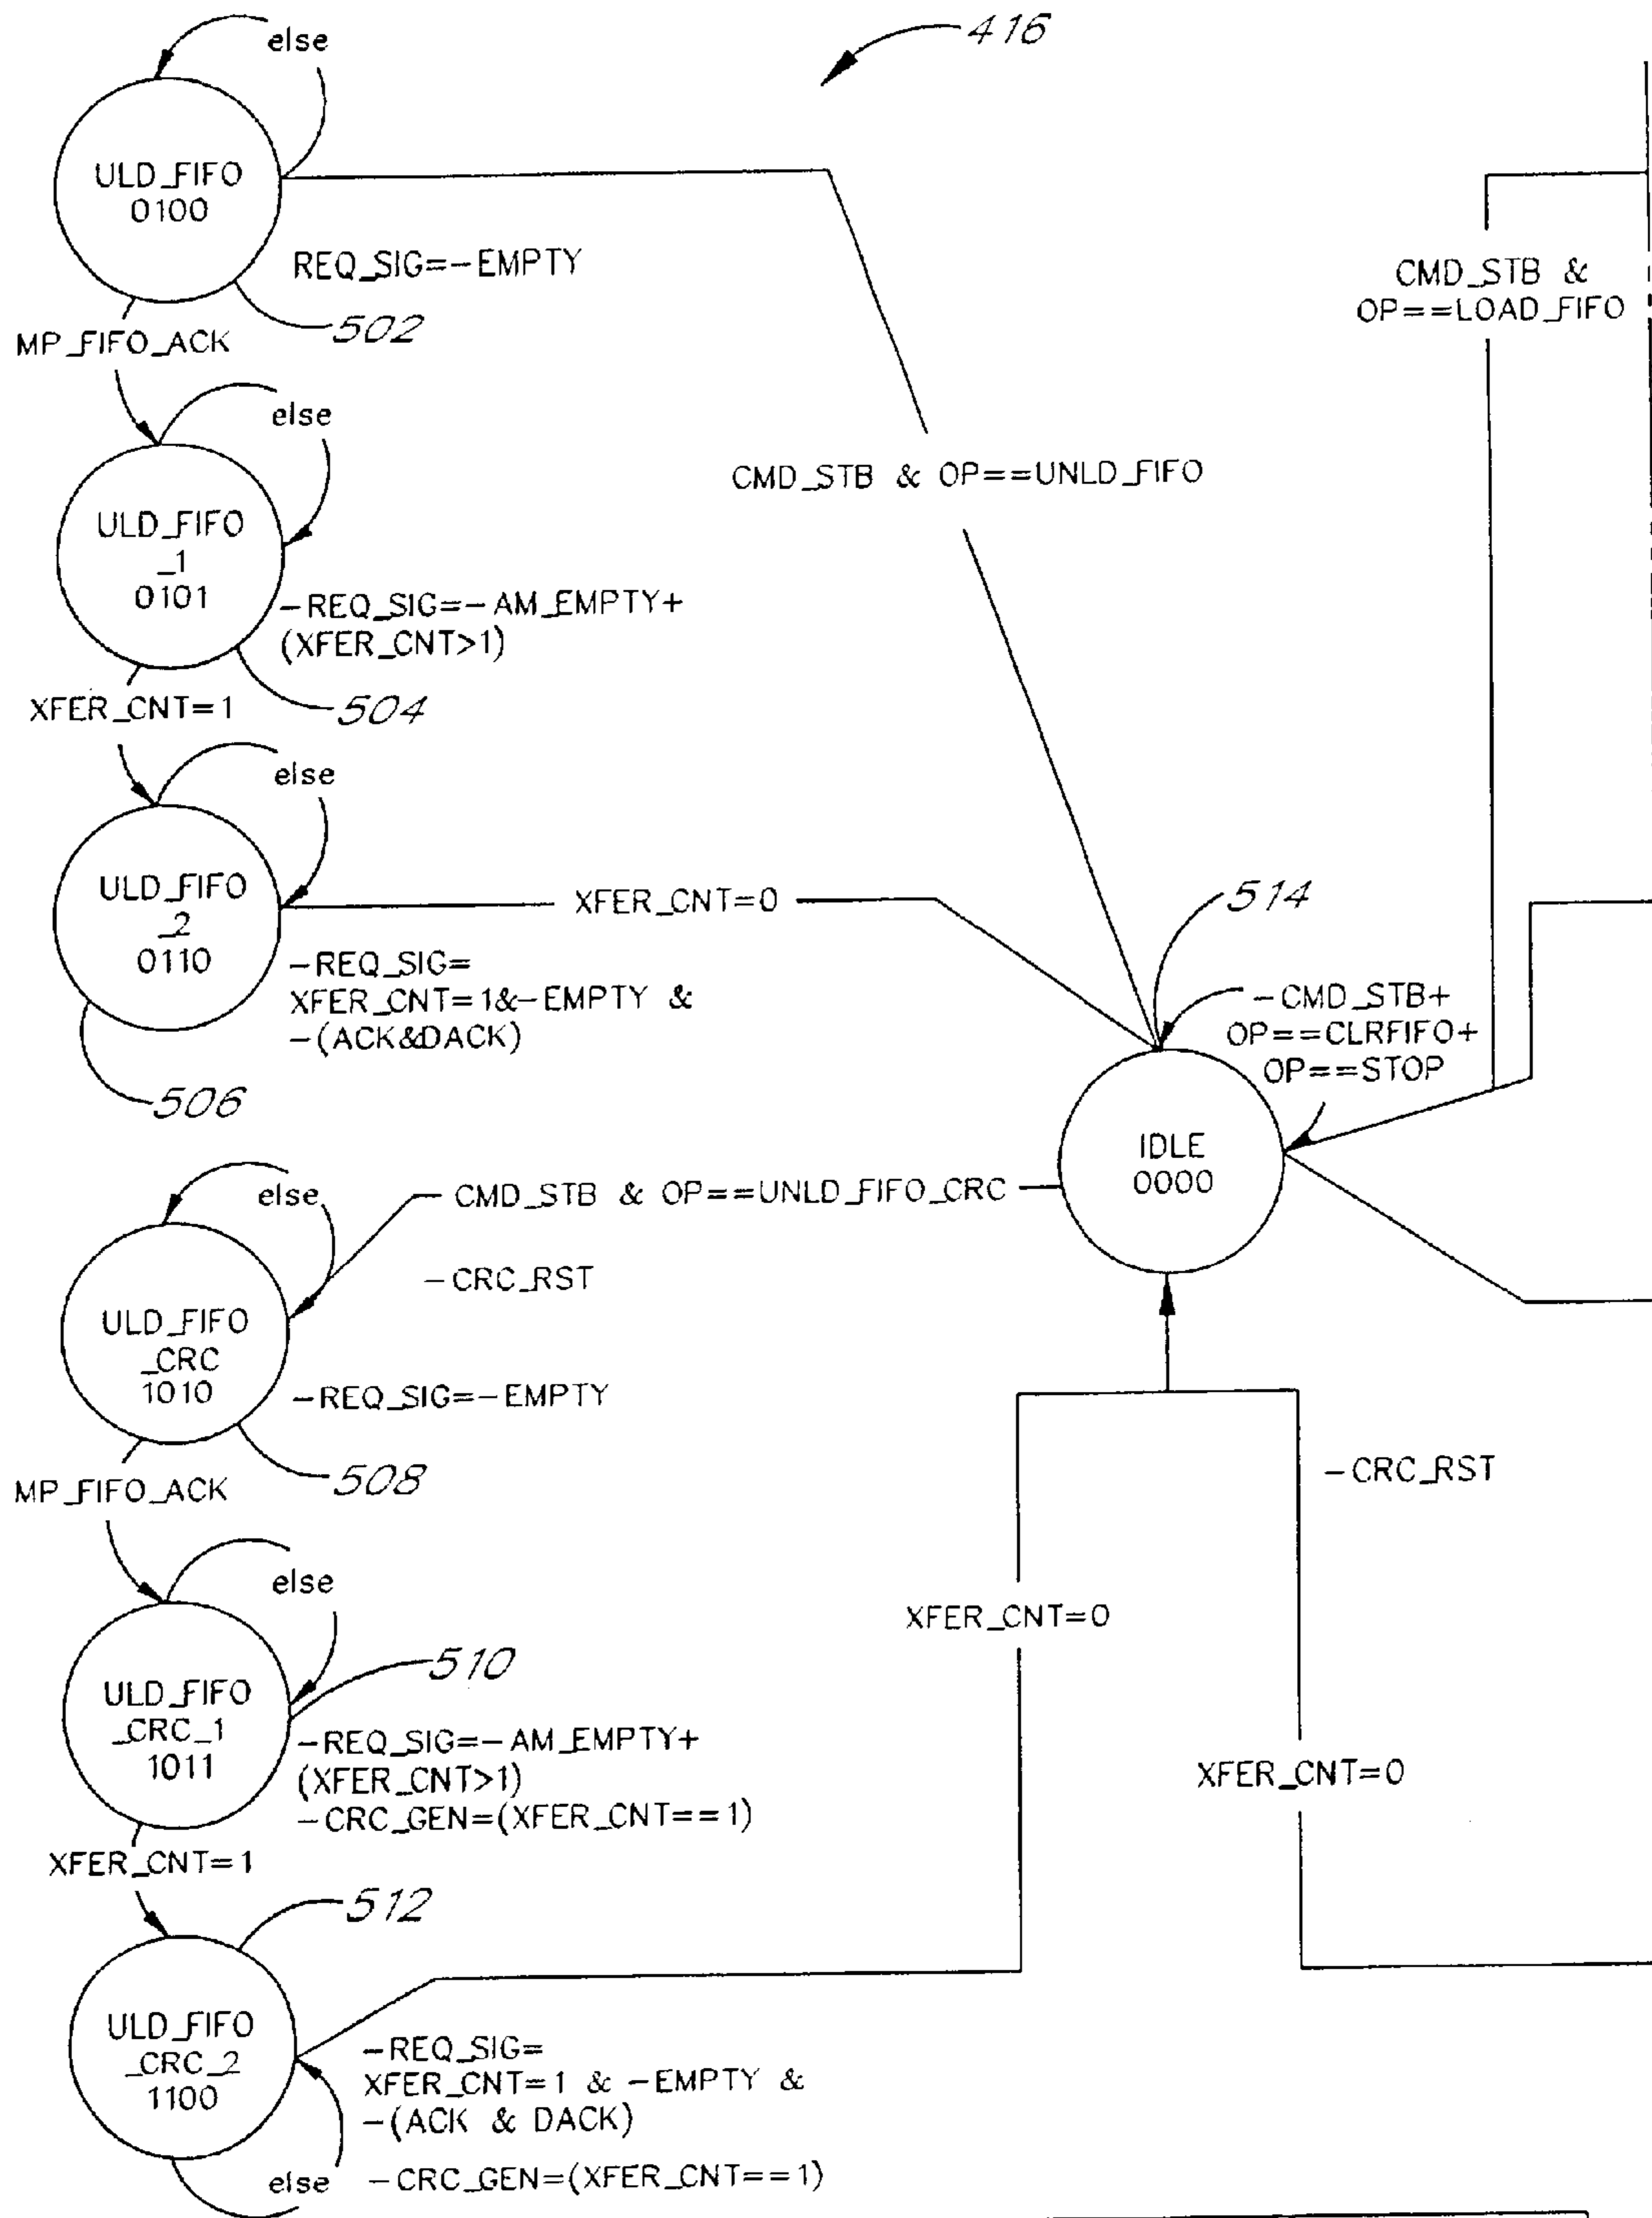 416
else
ULD_FIFO
0100
REQ_SIG=-EMPTY
502
MP_FIFO_ACK
CMD_STB &
OP==LOAD_FIFO
else
CMD_STB & OP==UNLD_FIFO
ULD_FIFO
_1
0101
-REQ_SIG=-AM_EMPTY+
(XFER_CNT>1)
504
XFER_CNT=1
else
ULD_FIFO
_2
0110
XFER_CNT=0
514
-REQ_SIG=
XFER_CNT=1&-EMPTY &
-(ACK&DACK)
506
-CMD_STB+
OP==CLRFIFO+
OP==STOP
IDLE
0000
else
CMD_STB & OP==UNLD_FIFO_CRC
-CRC_RST
ULD_FIFO
_CRC
1010
-REQ_SIG=-EMPTY
508
MP_FIFO_ACK
-CRC_RST
else
XFER_CNT=0
510
ULD_FIFO
_CRC_1
1011
-REQ_SIG=-AM_EMPTY+
(XFER_CNT>1)
-CRC_GEN=(XFER_CNT==1)
XFER_CNT=0
XFER_CNT=1
512
ULD_FIFO
_CRC_2
1100
-REQ_SIG=
XFER_CNT=1 & -EMPTY &
-(ACK & DACK)
else
-CRC_GEN=(XFER_CNT==1)